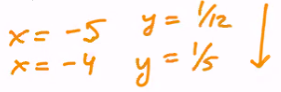 x = -5 y = 1/12
x = -4 y = 1/5